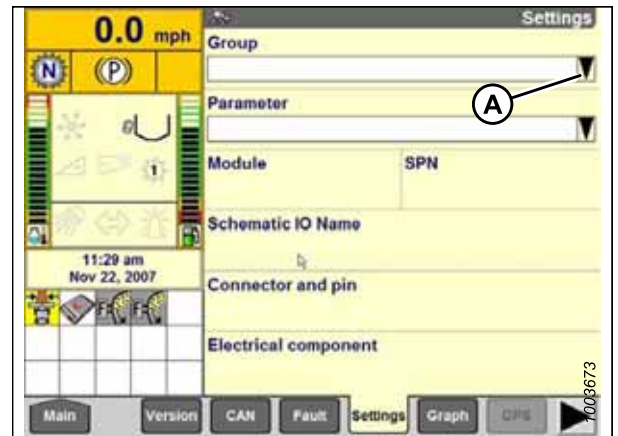 0.0 mph
Settings
N
P
Group
A
Parameter
1
Module SPN
Schematic IO Name
11:29 am
Nov 22, 2007
Connector and pin
Electrical component
Main Version CAN Fault Settings Graph GPS
1003673